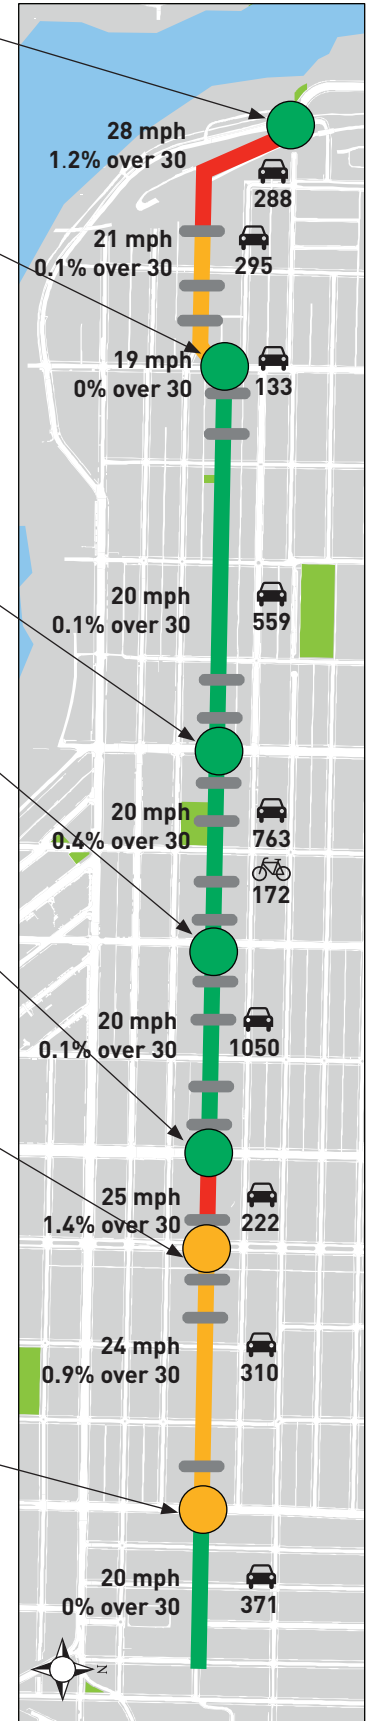 28 mph
1.2% over 30
288
21 mph
0.1% over 30
295
19 mph
0% over 30
133
20 mph
0.1% over 30
559
20 mph
0.4% over 30
763
172
20 mph
0.1% over 30
1050
25 mph
1.4% over 30
222
24 mph
0.9% over 30
310
20 mph
0% over 30
371
N